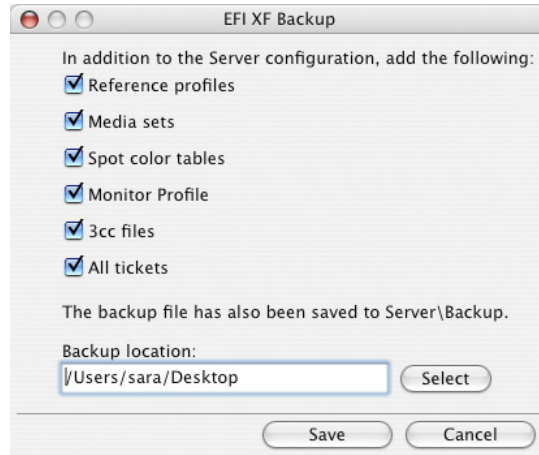 EFI XF Backup
In addition to the Server configuration, add the following:
Reference profiles
Media sets
Spot color tables
Monitor Profile
3cc files
All tickets
The backup file has also been saved to Server\Backup.
Backup location:
/Users/sara/Desktop
Select
Save
Cancel